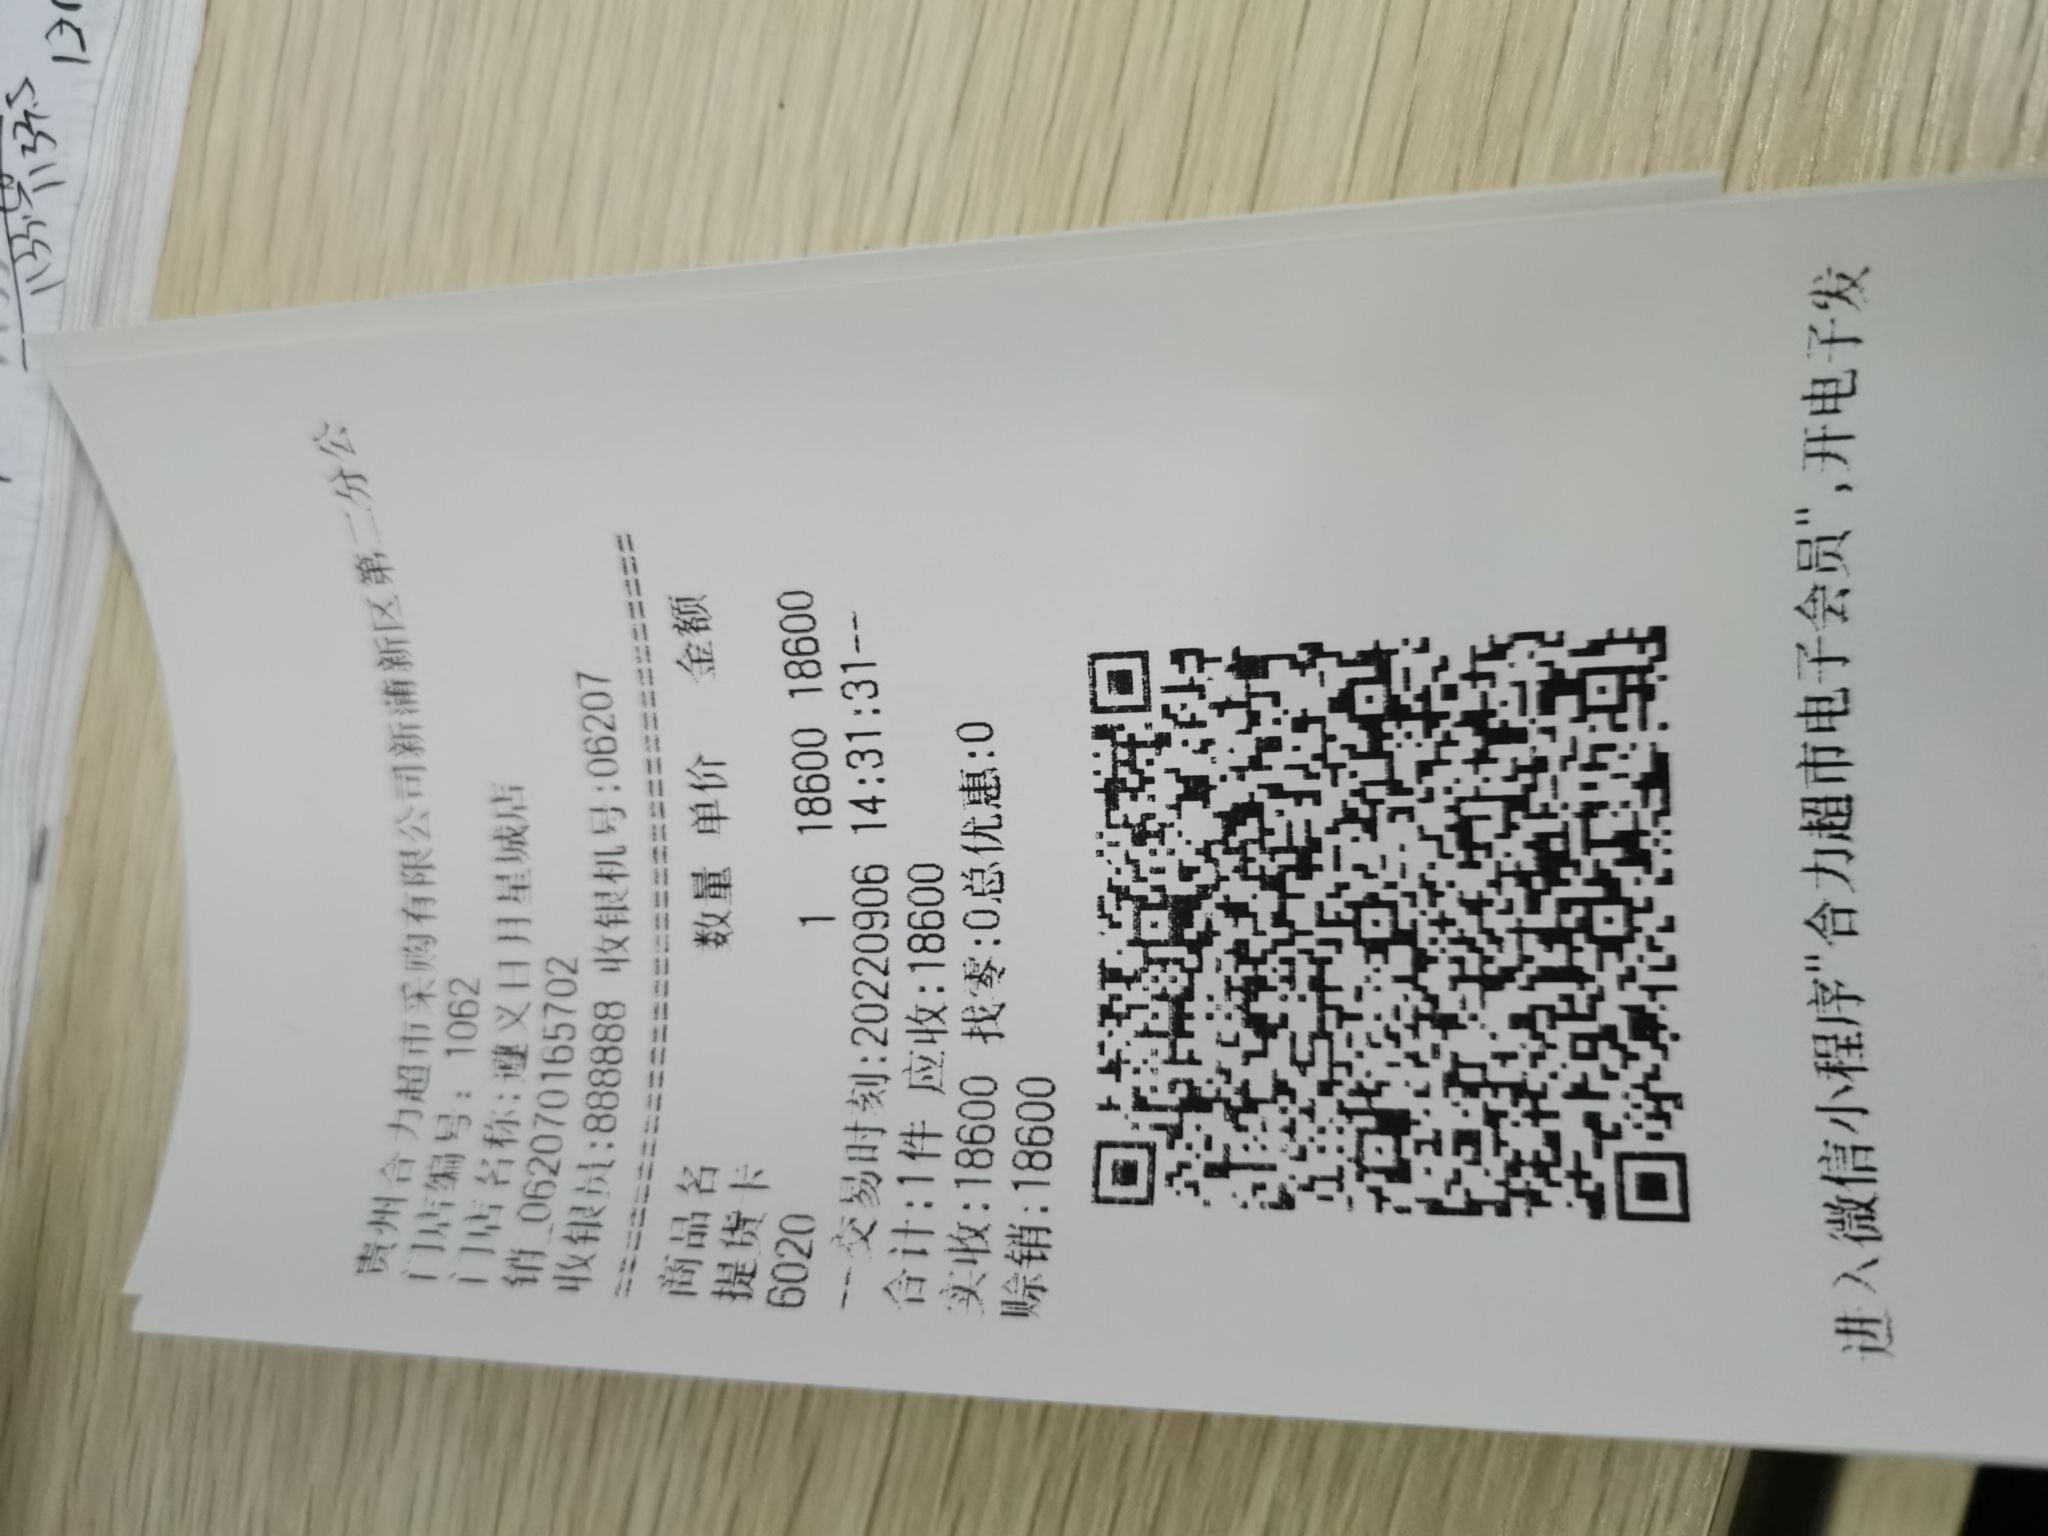 贵州合力超市采购有限公司新蒲新区第二分公
门店编号: 1062
门店名称:遵义日月星城店
销_062070165702
收银员:888888 收银机号:06207
商品名 数量 单价 金额
提货卡
6020 1 18600 18600
--交易时刻:20220906 14:31:31--
合计:1件 应收:18600
实收:18600 找零:0总优惠:0
赊销:18600
进入微信小程序"合力超市电子会员",开电子发